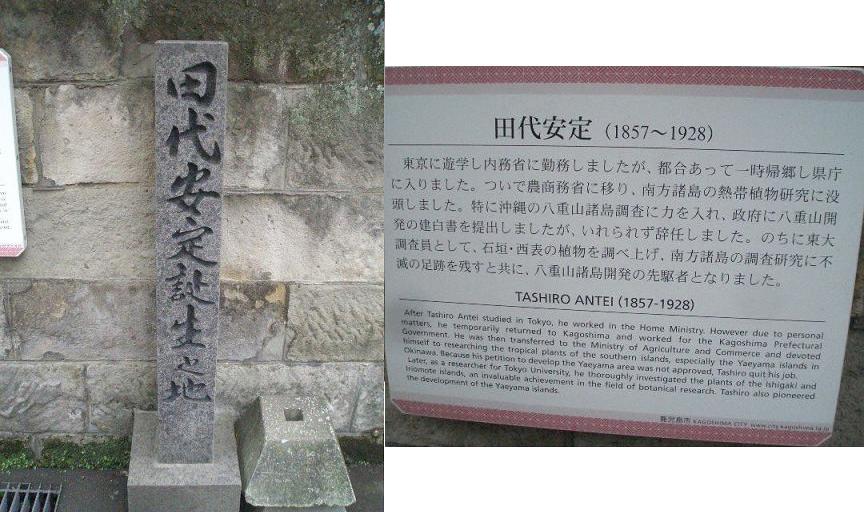 田代安定誕生之地
田代安定（1857～1928）
東京に遊学し内務省に勤務しましたが、都合あって一時帰郷し県庁
に入りました。ついで農商務省に移り、南方諸島の熱帯植物研究に没
頭しました。特に沖縄の八重山諸島調査に力を入れ、政府に八重山開
発の建白書を提出しましたが、いれられず辞任しました。のちに東大
調査員として、石垣・西表の植物を調べ上げ、南方諸島の調査研究に不
滅の足跡を残すと共に、八重山諸島開発の先駆者となりました。
TASHIRO ANTEI (1857-1928)
After Tashiro Antei studied in Tokyo, he worked in the Home Ministry. However due to personal
matters, he temporarily returned to Kagoshima and worked for the Kagoshima Prefectural
Government. He was then transferred to the Ministry of Agriculture and Commerce and devoted
himself to researching the tropical plants of the southern islands, especially the Yaeyama islands in
Okinawa. Because his petition to develop the Yaeyama area was not approved, Tashiro quit his job.
Later, as a researcher for Tokyo University, he thoroughly investigated the plants of the Ishigaki and
Iriomote islands, an invaluable achievement in the field of botanical research. Tashiro also pioneered
the development of the Yaeyama islands.
鹿児島市 KAGOSHIMA CITY www.city.kagoshima.lg.jp